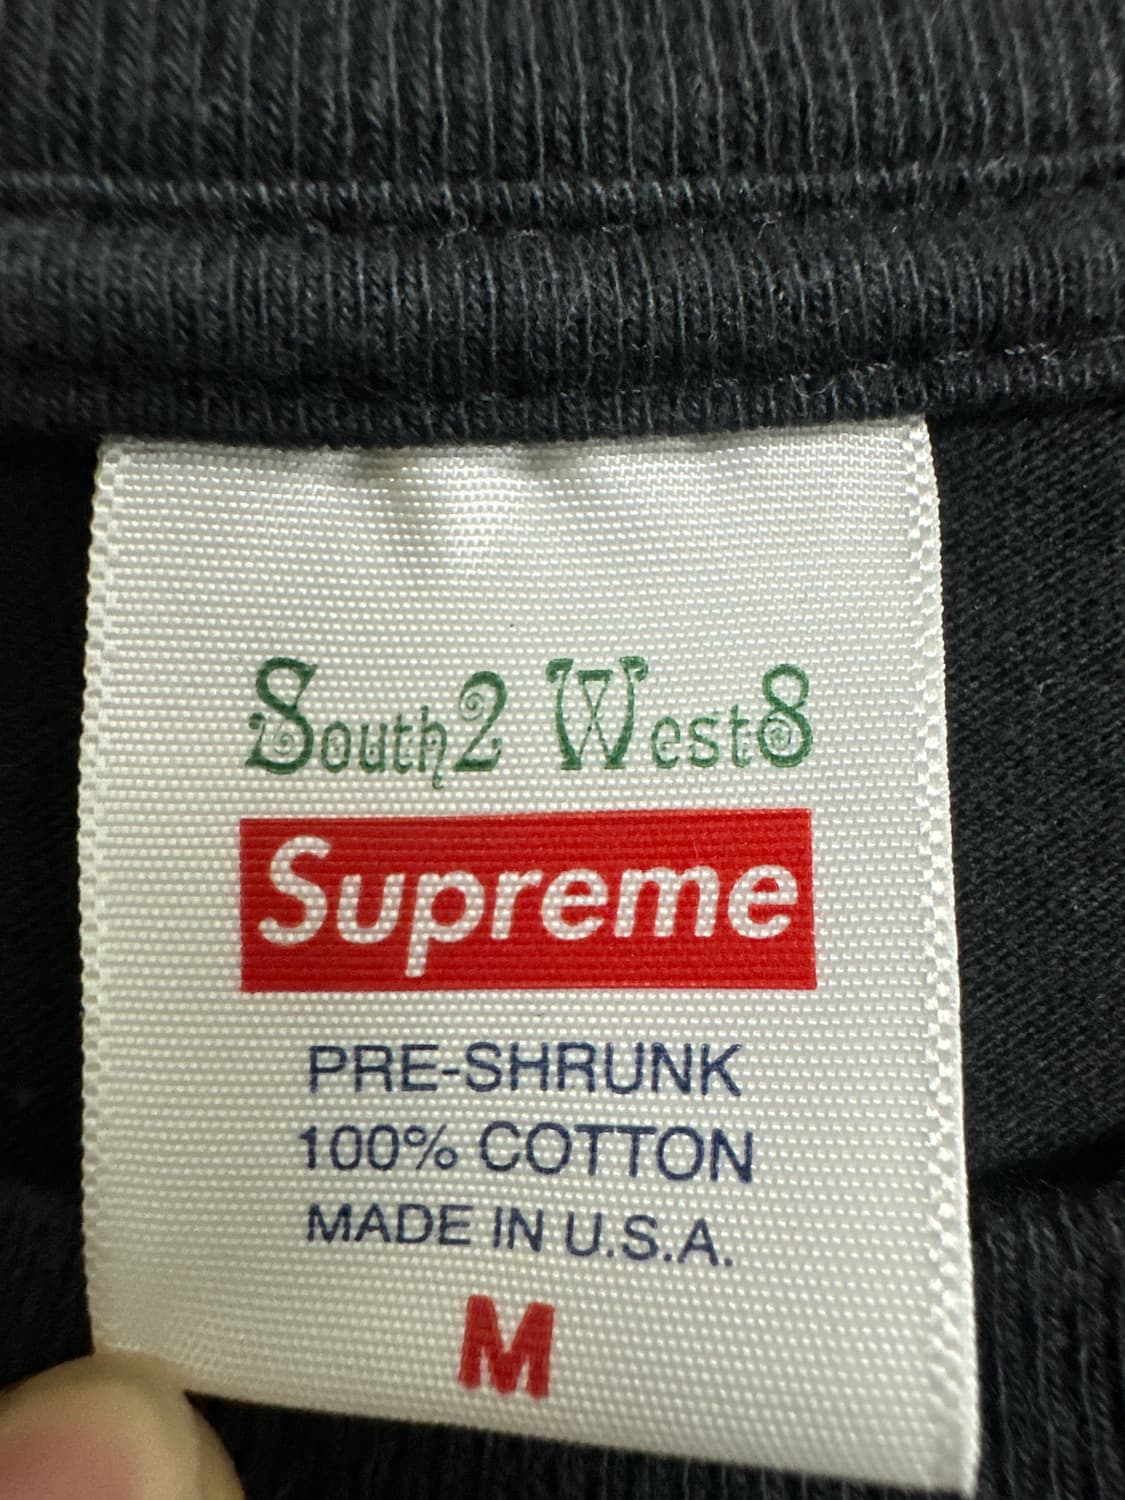 South2 West8
Supreme
PRE-SHRUNK
100% COTTON
MADE IN U.S.A.
M